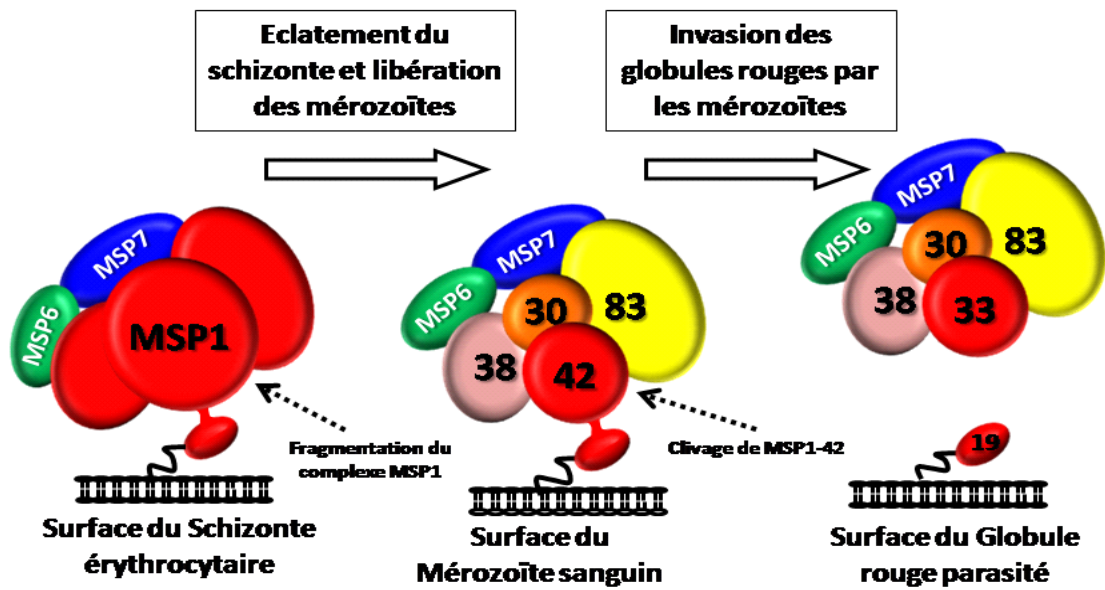 Eclatement du
schizonte et libération
des mérozoïtes
Invasion des
globules rouges par
les mérozoïtes
MSP7
MSP6
MSP1
Fragmentation du
complexe MSP1
Surface du Schizonte
érythrocytaire
MSP7
MSP6
30
83
38
42
Clivage de MSP1-42
Surface du
Mérozoïte sanguin
MSP7
MSP6
30
83
38
33
19
Surface du Globule
rouge parasité